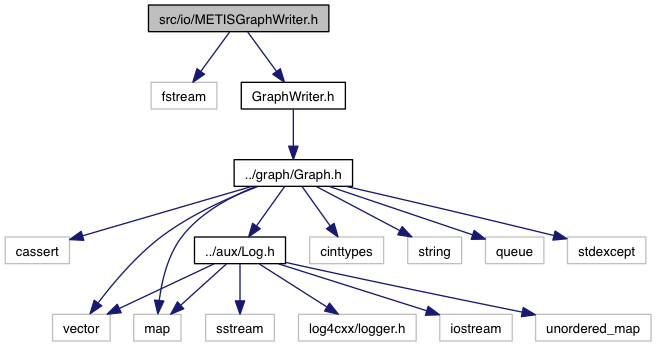 src/io/METISGraphWriter.h
fstream
GraphWriter.h
../graph/Graph.h
cassert
../aux/Log.h
cinttypes
string
queue
stdexcept
vector
map
sstream
log4cxx/logger.h
iostream
unordered_map